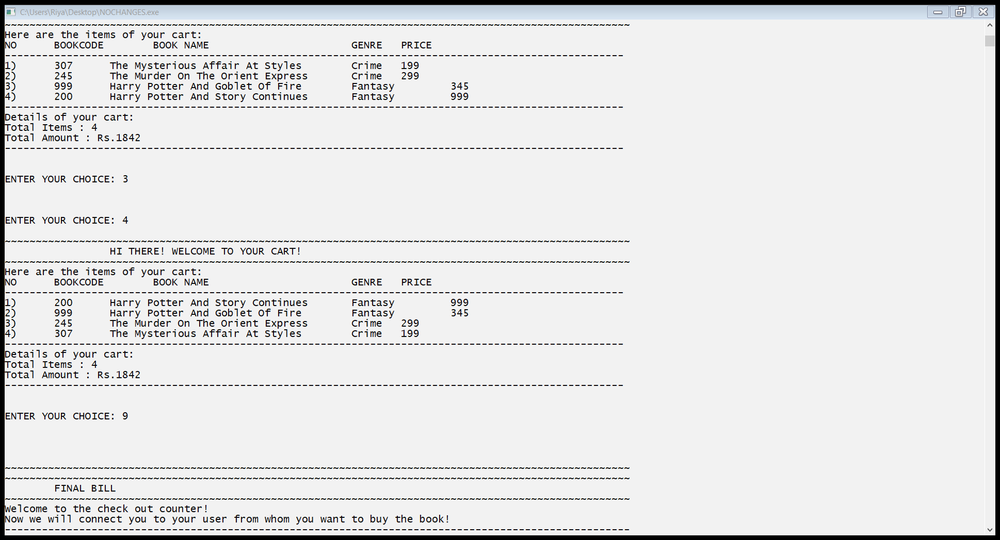 C:\Users\Riya\Desktop\NOCHANGES.exe
~~~~~~~~~~~~~~~~~~~~~~~~~~~~~~~~~~~~~~~~~~~~~~~~~~~~~~~~~~~~~~~~~~~~~~~~~~~~~~~~~~~~~~~~~~~~~~~~~~~~~
Here are the items of your cart:
NO      BOOKCODE        BOOK NAME                       GENRE   PRICE
----------------------------------------------------------------------------------------------------
1)      307      The Mysterious Affair At Styles        Crime   199
2)      245      The Murder On The Orient Express       Crime   299
3)      999      Harry Potter And Goblet Of Fire        Fantasy         345
4)      200      Harry Potter And Story Continues       Fantasy         999
----------------------------------------------------------------------------------------------------
Details of your cart:
Total Items : 4
Total Amount : Rs.1842
----------------------------------------------------------------------------------------------------
ENTER YOUR CHOICE: 3
ENTER YOUR CHOICE: 4
~~~~~~~~~~~~~~~~~~~~~~~~~~~~~~~~~~~~~~~~~~~~~~~~~~~~~~~~~~~~~~~~~~~~~~~~~~~~~~~~~~~~~~~~~~~~~~~~~~~~~
                 HI THERE! WELCOME TO YOUR CART!
~~~~~~~~~~~~~~~~~~~~~~~~~~~~~~~~~~~~~~~~~~~~~~~~~~~~~~~~~~~~~~~~~~~~~~~~~~~~~~~~~~~~~~~~~~~~~~~~~~~~~
Here are the items of your cart:
NO      BOOKCODE        BOOK NAME                       GENRE   PRICE
----------------------------------------------------------------------------------------------------
1)      200      Harry Potter And Story Continues       Fantasy         999
2)      999      Harry Potter And Goblet Of Fire        Fantasy         345
3)      245      The Murder On The Orient Express       Crime   299
4)      307      The Mysterious Affair At Styles        Crime   199
----------------------------------------------------------------------------------------------------
Details of your cart:
Total Items : 4
Total Amount : Rs.1842
----------------------------------------------------------------------------------------------------
ENTER YOUR CHOICE: 9
~~~~~~~~~~~~~~~~~~~~~~~~~~~~~~~~~~~~~~~~~~~~~~~~~~~~~~~~~~~~~~~~~~~~~~~~~~~~~~~~~~~~~~~~~~~~~~~~~~~~~
~~~~~~~~~~~~~~~~~~~~~~~~~~~~~~~~~~~~~~~~~~~~~~~~~~~~~~~~~~~~~~~~~~~~~~~~~~~~~~~~~~~~~~~~~~~~~~~~~~~~~
        FINAL BILL
~~~~~~~~~~~~~~~~~~~~~~~~~~~~~~~~~~~~~~~~~~~~~~~~~~~~~~~~~~~~~~~~~~~~~~~~~~~~~~~~~~~~~~~~~~~~~~~~~~~~~
Welcome to the check out counter!
Now we will connect you to your user from whom you want to buy the book!
-----------------------------------------------------------------------------------------------------